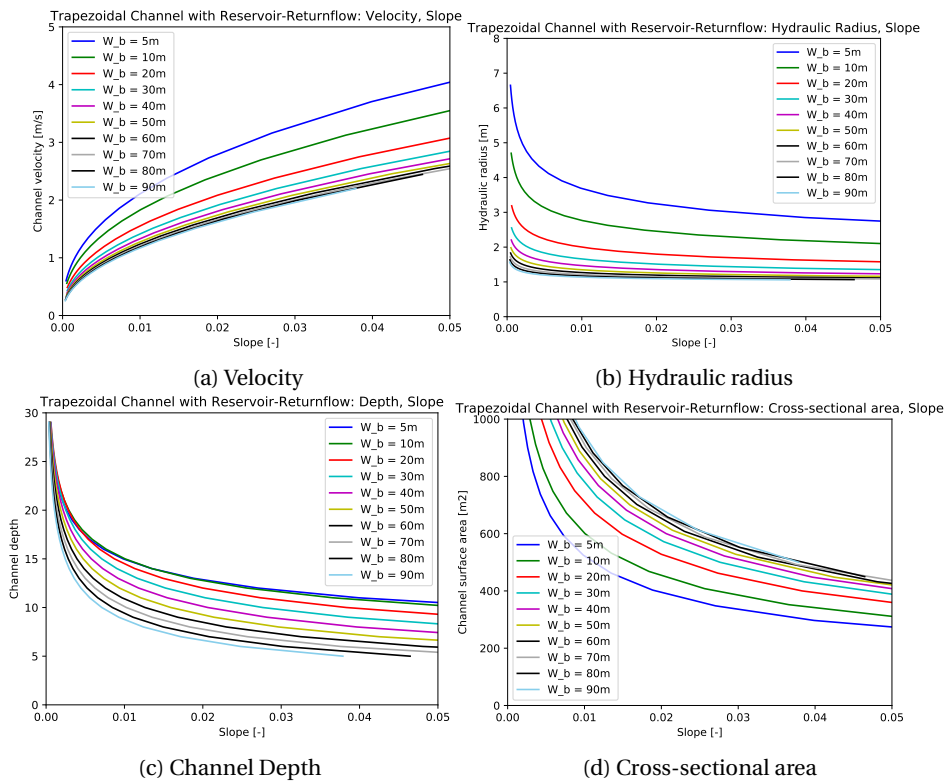 Trapezoidal Channel with Reservoir-Returnflow: Velocity, Slope
5
4
3
2
1
0
Channel velocity [m/s]
W_b = 5m
W_b = 10m
W_b = 20m
W_b = 30m
W_b = 40m
W_b = 50m
W_b = 60m
W_b = 70m
W_b = 80m
W_b = 90m
0.00 0.01 0.02 0.03 0.04 0.05
Slope [-]
(a) Velocity
Trapezoidal Channel with Reservoir-Returnflow: Hydraulic Radius, Slope
8
7
6
5
4
3
2
1
0
Hydraulic radius [m]
W_b = 5m
W_b = 10m
W_b = 20m
W_b = 30m
W_b = 40m
W_b = 50m
W_b = 60m
W_b = 70m
W_b = 80m
W_b = 90m
0.00 0.01 0.02 0.03 0.04 0.05
Slope [-]
(b) Hydraulic radius
Trapezoidal Channel with Reservoir-Returnflow: Depth, Slope
30
25
20
15
10
5
0
Channel depth
W_b = 5m
W_b = 10m
W_b = 20m
W_b = 30m
W_b = 40m
W_b = 50m
W_b = 60m
W_b = 70m
W_b = 80m
W_b = 90m
0.00 0.01 0.02 0.03 0.04 0.05
Slope [-]
(c) Channel Depth
Trapezoidal Channel with Reservoir-Returnflow: Cross-sectional area, Slope
1000
800
600
400
200
0
Channel surface area [m2]
W_b = 5m
W_b = 10m
W_b = 20m
W_b = 30m
W_b = 40m
W_b = 50m
W_b = 60m
W_b = 70m
W_b = 80m
W_b = 90m
0.00 0.01 0.02 0.03 0.04 0.05
Slope [-]
(d) Cross-sectional area